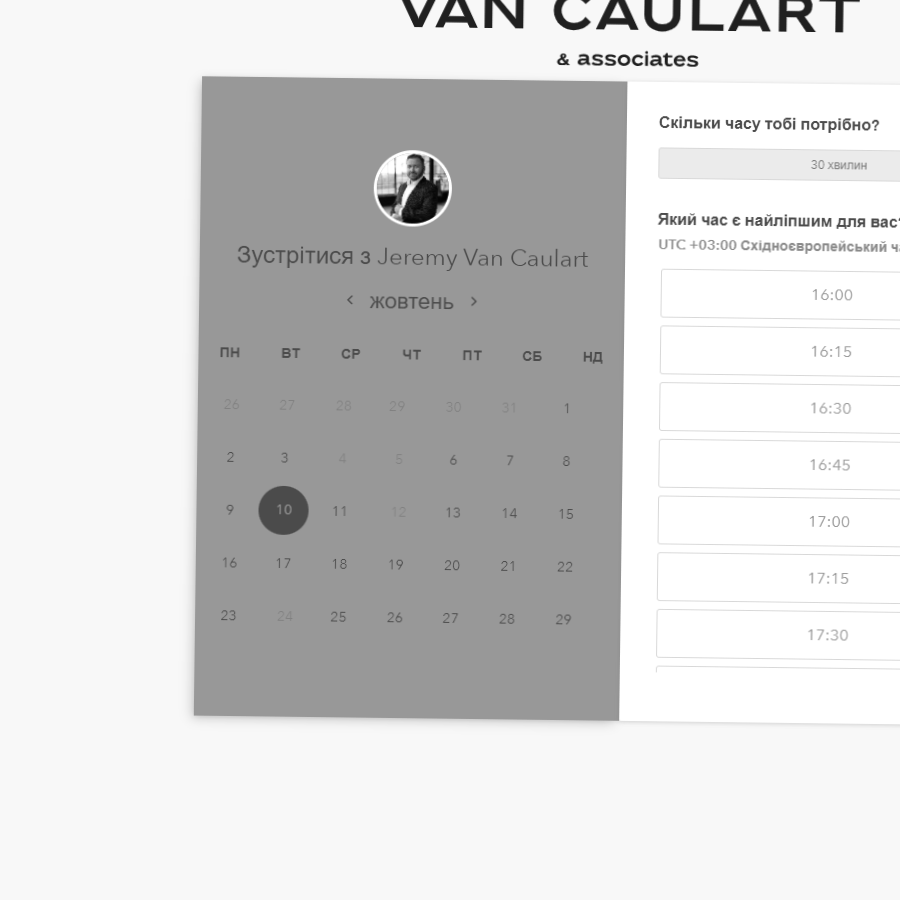 VAN CAULART
& associates
Зустрітися з Jeremy Van Caulart
‹ жовтень ›
ПН ВТ СР ЧТ ПТ СБ НД
26 27 28 29 30 31 1
2 3 4 5 6 7 8
9 10 11 12 13 14 15
16 17 18 19 20 21 22
23 24 25 26 27 28 29
Скільки часу тобі потрібно?
30 хвилин
Який час є найліпшим для вас?
UTC +03:00 Східноєвропейський
16:00
16:15
16:30
16:45
17:00
17:15
17:30